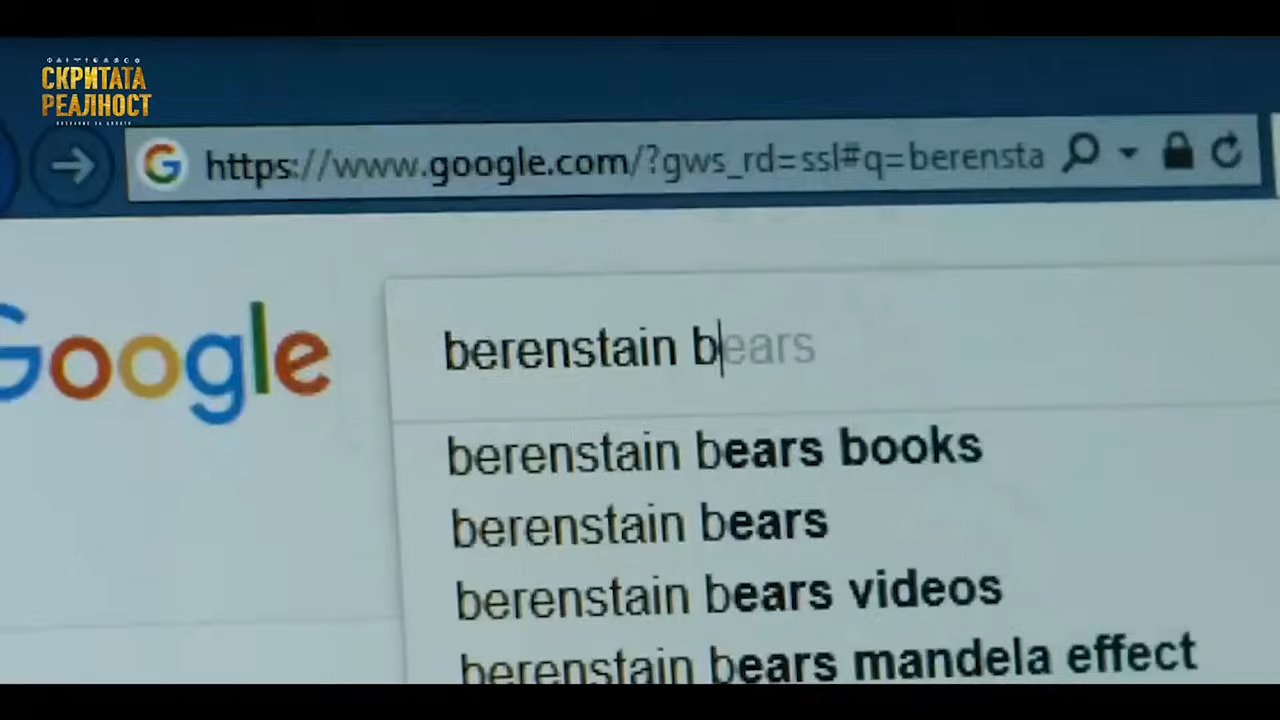 СКРИТАТА
РЕАЛНОСТ
https://www.google.com/?gws_rd=ssl#q=berensta
Google
berenstain bears
berenstain bears books
berenstain bears
berenstain bears videos
berenstain bears mandela effect